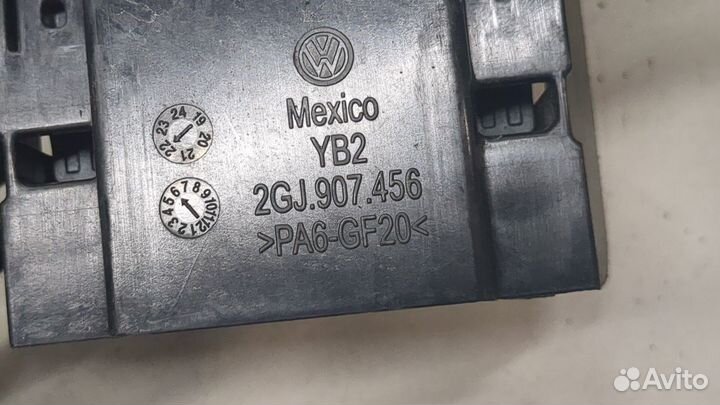 VW
Mexico
YB2
2GJ.907.456
>PA6-GF20<
19 20 21 22 23 24
1 2 3 4 5 6 7 8 9 10 11 12
Avito